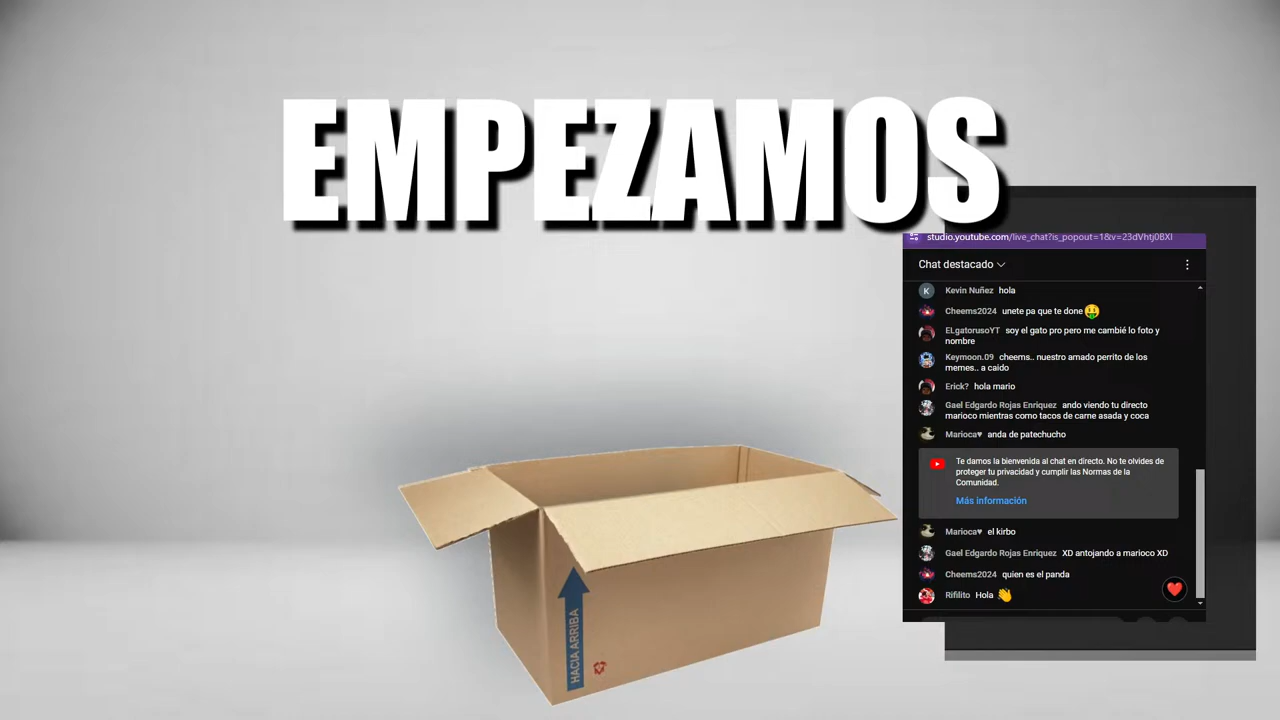 EMPEZAMOS
studio.youtube.com/live_chat?is_popout=1&v=23dVhtj0BXI
Chat destacado
K Kevin Nuñez hola
Cheems2024 unete pa que te done🤑
ELgatorusoYT soy el gato pro pero me cambié lo foto y
nombre
Keymoon.09 cheems.. nuestro amado perrito de los
memes.. a caido
Erick? hola mario
Gael Edgardo Rojas Enriquez ando viendo tu directo
marioco mientras como tacos de carne asada y coca
Marioca♥ anda de patechucho
Te damos la bienvenida al chat en directo. No te olvides de
proteger tu privacidad y cumplir las Normas de la
Comunidad.
Más información
Marioca♥ el kirbo
Gael Edgardo Rojas Enriquez XD antojando a marioco XD
Cheems2024 quien es el panda
Rifilito Hola 👋
HACIA ARRIBA